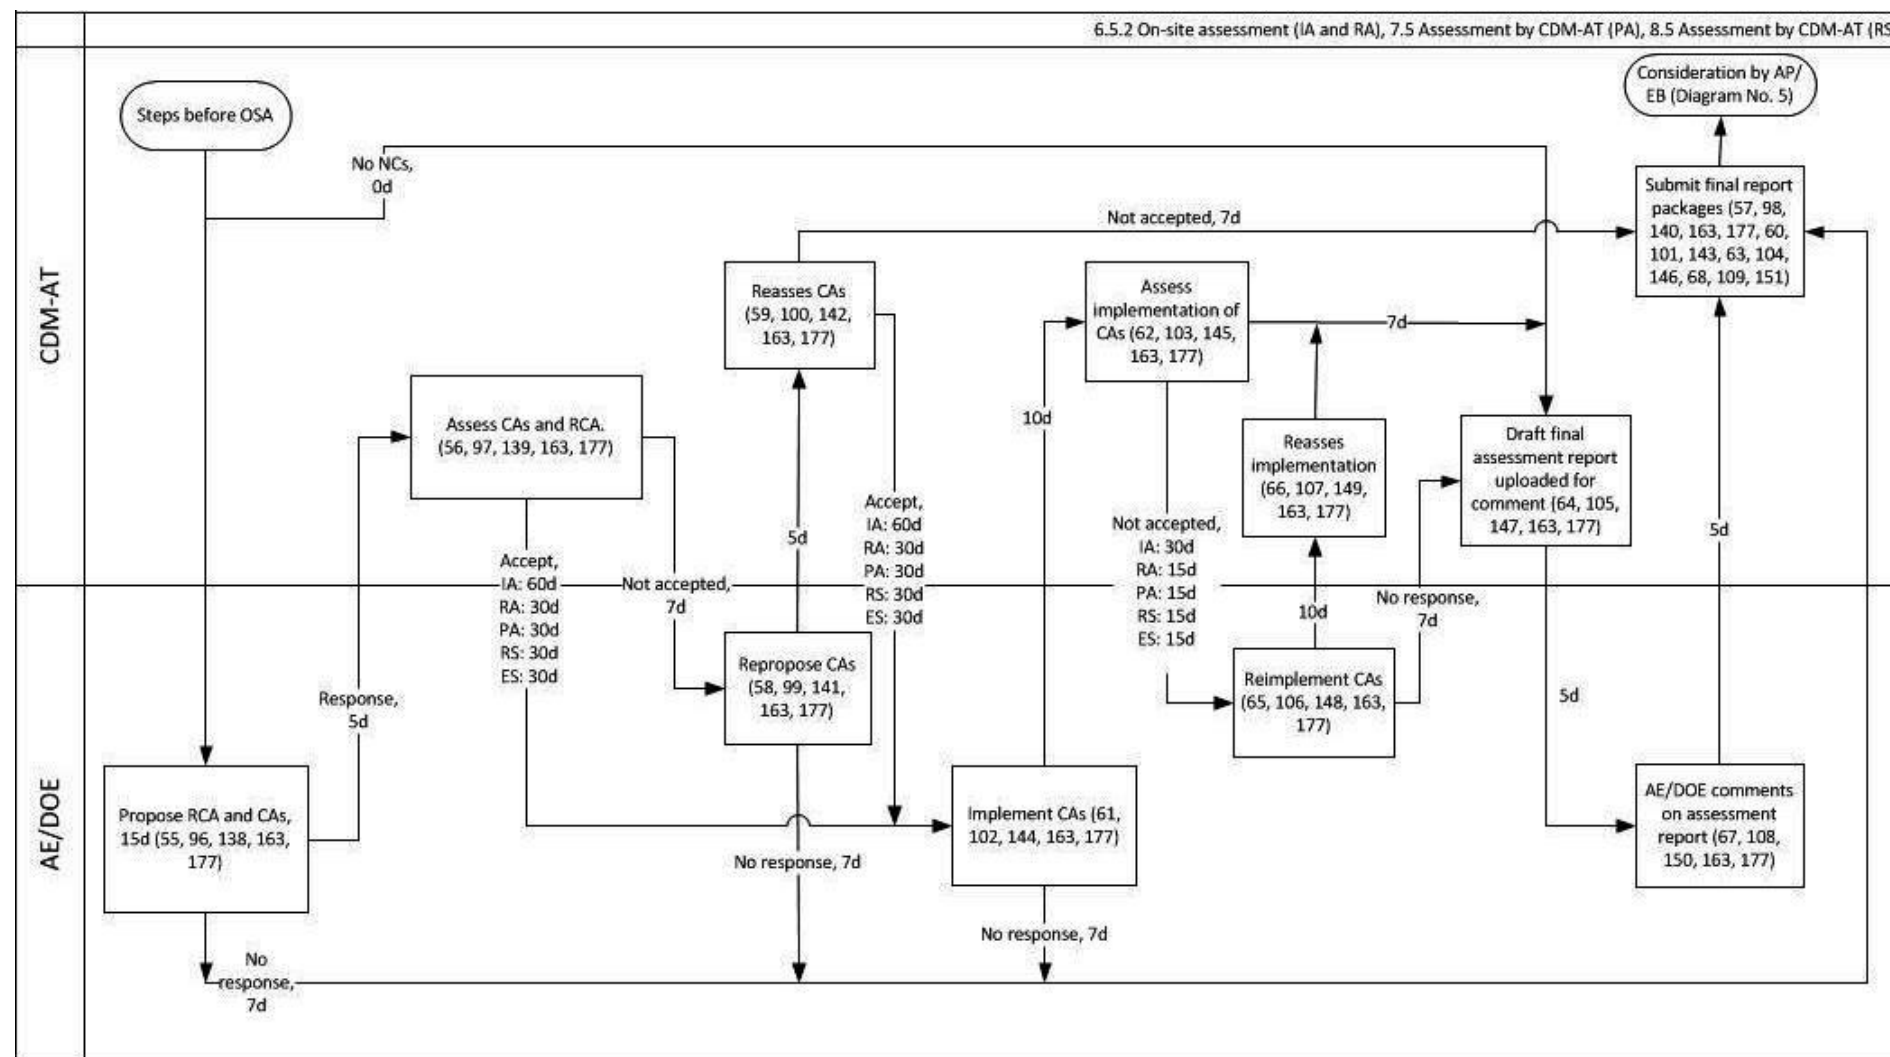 6.5.2 On-site assessment (IA and RA), 7.5 Assessment by CDM-AT (PA), 8.5 Assessment by CDM-AT (RS
CDM-AT
Steps before OSA
No NCs,
0d
Consideration by AP/
EB (Diagram No. 5)
Submit final report
packages (57, 98,
140, 163, 177, 60,
101, 143, 63, 104,
146, 68, 109, 151)
Not accepted, 7d
Reasses CAs
(59, 100, 142,
163, 177)
Assess
implementation of
CAs (62, 103, 145,
163, 177)
7d
Assess CAs and RCA.
(56, 97, 139, 163, 177)
10d
Reasses
implementation
(66, 107, 149,
163, 177)
Draft final
assessment report
uploaded for
comment (64, 105,
147, 163, 177)
5d
Accept,
IA: 60d
RA: 30d
PA: 30d
RS: 30d
ES: 30d
Not accepted,
IA: 30d
RA: 15d
PA: 15d
RS: 15d
ES: 15d
5d
Accept,
IA: 60d
RA: 30d
PA: 30d
RS: 30d
ES: 30d
Not accepted,
7d
10d
No response,
7d
AE/DOE
Response,
5d
Repropose CAs
(58, 99, 141,
163, 177)
Reimplement CAs
(65, 106, 148, 163,
177)
5d
Propose RCA and CAs,
15d (55, 96, 138, 163,
177)
Implement CAs (61,
102, 144, 163, 177)
AE/DOE comments
on assessment
report (67, 108,
150, 163, 177)
No response, 7d
No response, 7d
No
response,
7d